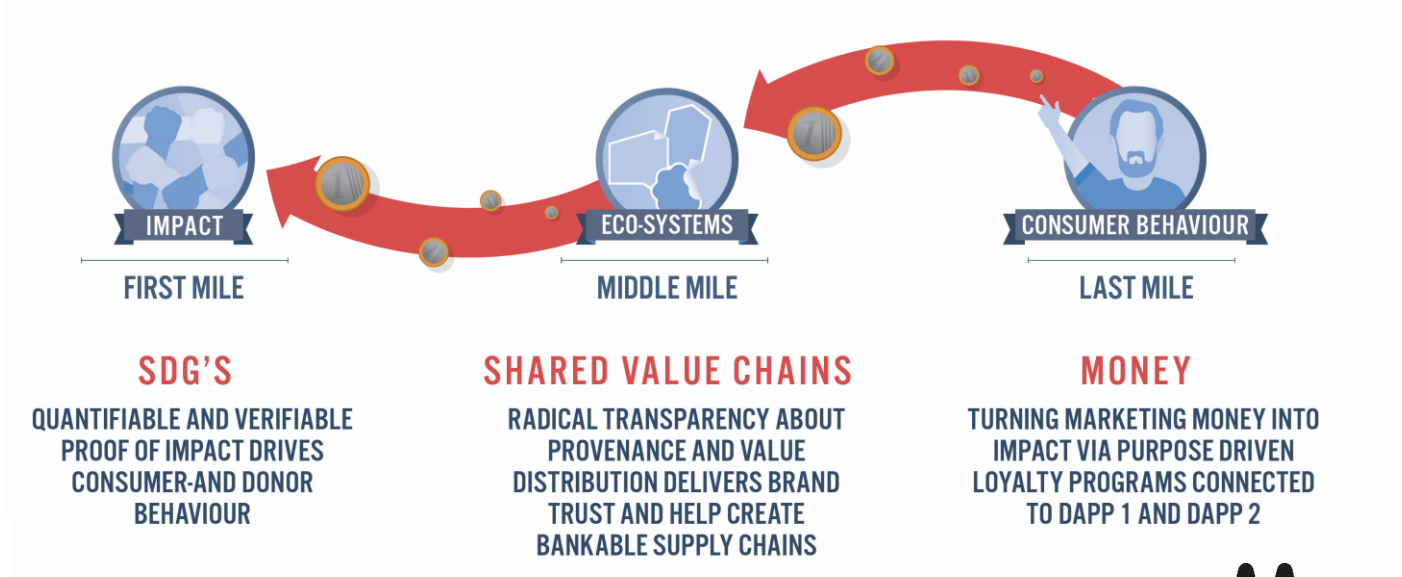 IMPACT
ECO-SYSTEMS
CONSUMER BEHAVIOUR
FIRST MILE
MIDDLE MILE
LAST MILE
SDG'S
QUANTIFIABLE AND VERIFIABLE
PROOF OF IMPACT DRIVES
CONSUMER-AND DONOR
BEHAVIOUR
SHARED VALUE CHAINS
RADICAL TRANSPARENCY ABOUT
PROVENANCE AND VALUE
DISTRIBUTION DELIVERS BRAND
TRUST AND HELP CREATE
BANKABLE SUPPLY CHAINS
MONEY
TURNING MARKETING MONEY INTO
IMPACT VIA PURPOSE DRIVEN
LOYALTY PROGRAMS CONNECTED
TO DAPP 1 AND DAPP 2
1
1